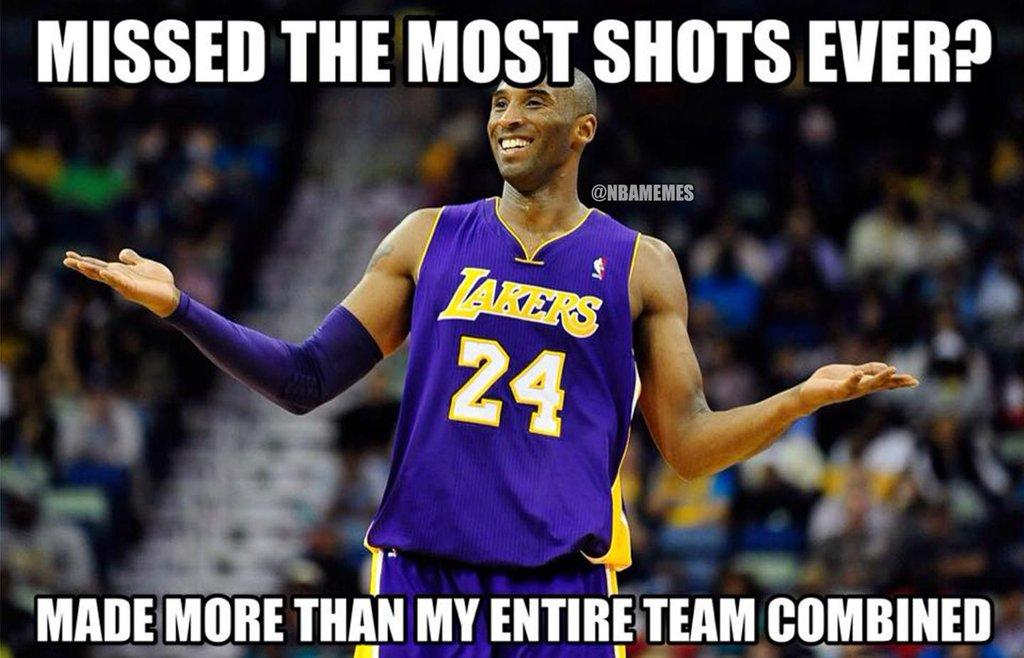 MISSED THE MOST SHOTS EVER?
@NBAMEMES
LAKERS
24
MADE MORE THAN MY ENTIRE TEAM COMBINED